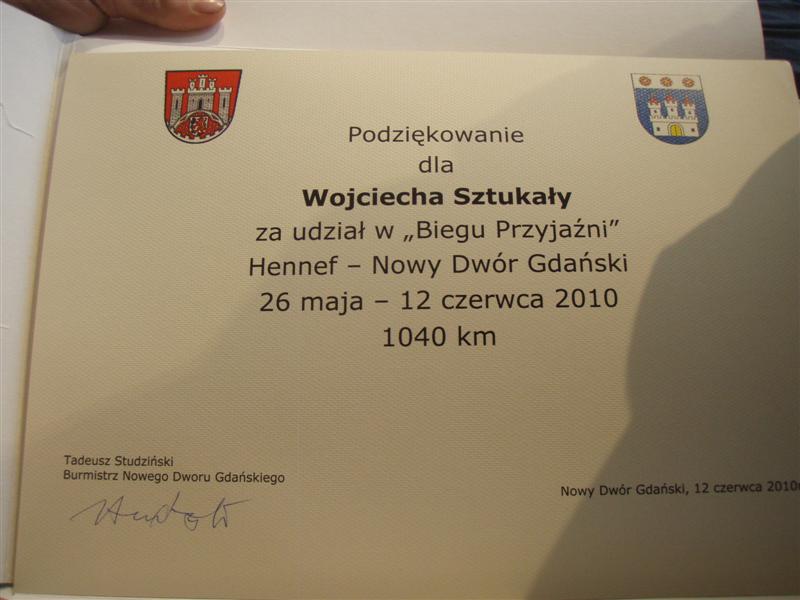 Podziękowanie
dla
Wojciecha Sztukały
za udział w „Biegu Przyjaźni”
Hennef – Nowy Dwór Gdański
26 maja – 12 czerwca 2010
1040 km
Tadeusz Studziński
Burmistrz Nowego Dworu Gdańskiego
Nowy Dwór Gdański, 12 czerwca 2010r